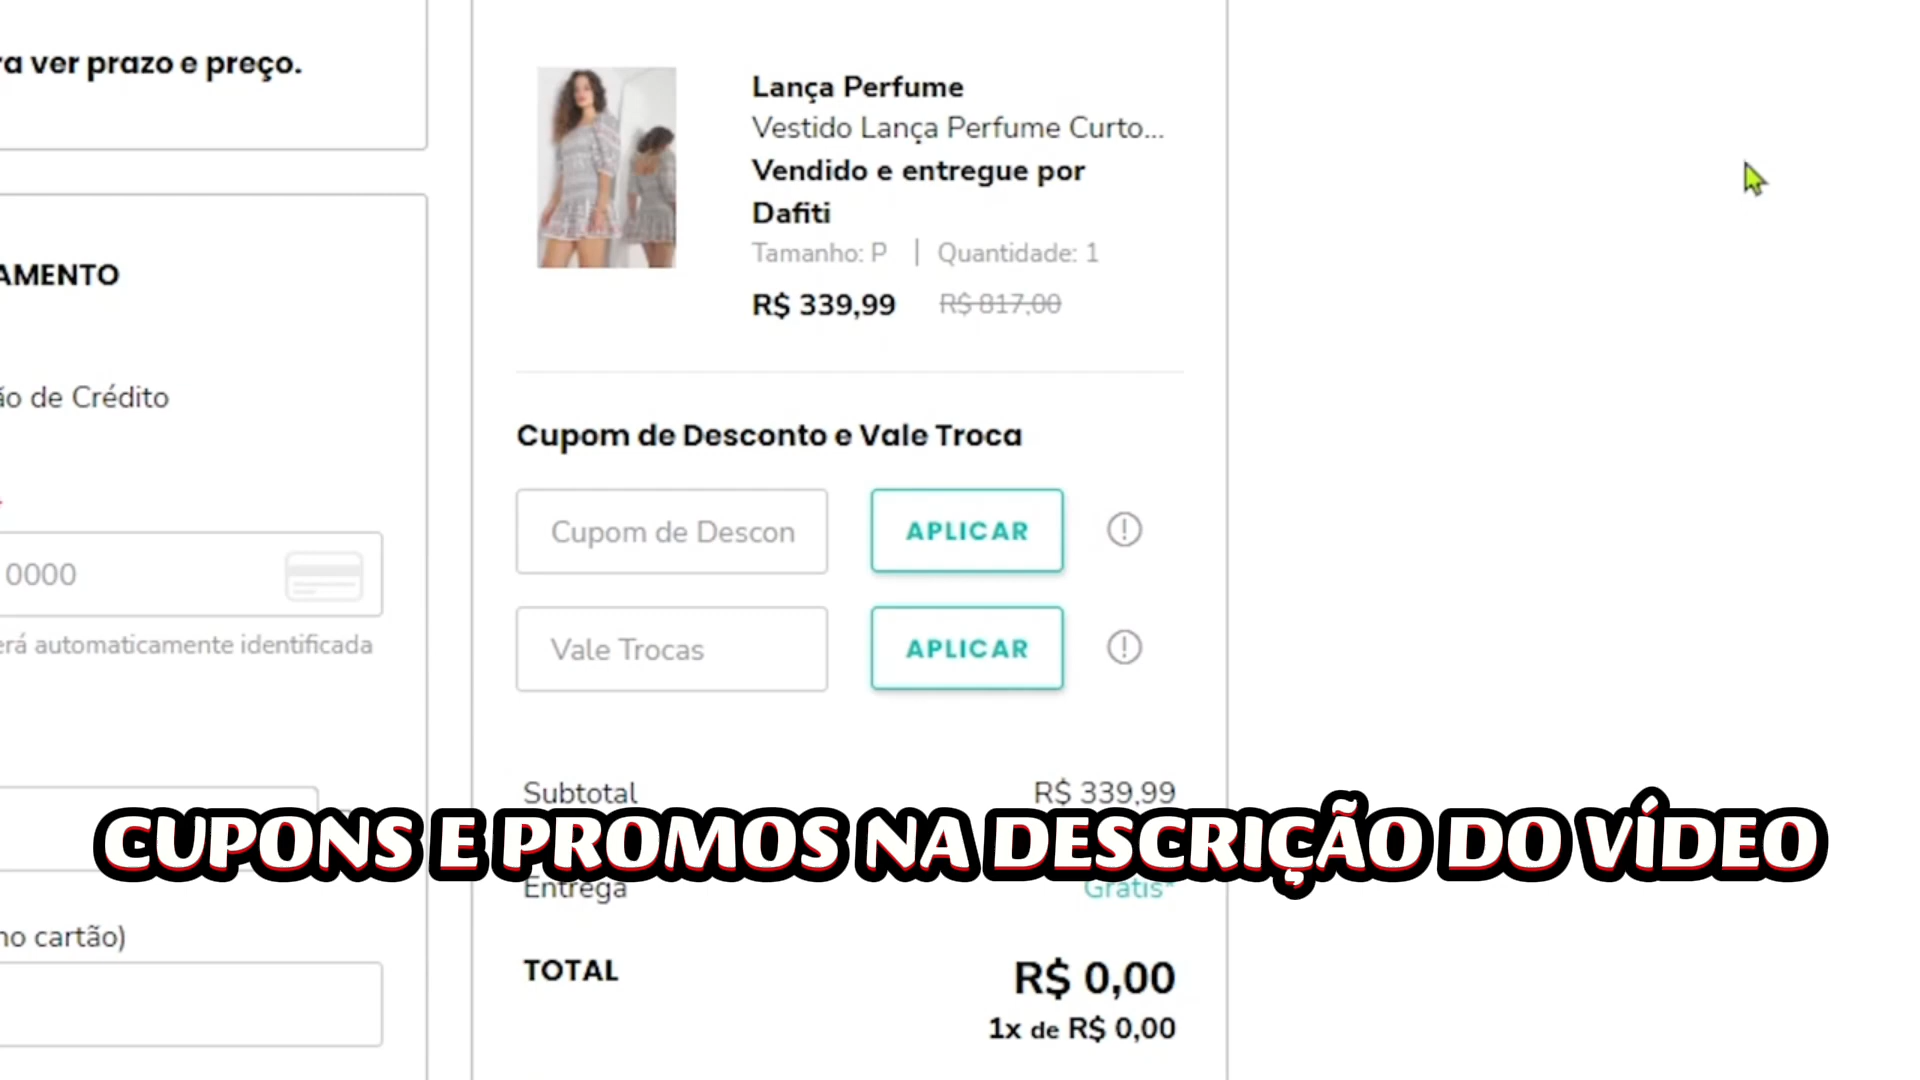 ra ver prazo e preço.
AMENTO
ão de Crédito
0000
erá automaticamente identificada
no cartão)
Lança Perfume
Vestido Lança Perfume Curto...
Vendido e entregue por
Dafiti
Tamanho: P | Quantidade: 1
R$ 339,99 R$ 817,00
Cupom de Desconto e Vale Troca
Cupom de Descon APLICAR
Vale Trocas APLICAR
Subtotal R$ 339,99
CUPONS E PROMOS NA DESCRIÇÃO DO VÍDEO
Entrega Grátis*
TOTAL R$ 0,00
1x de R$ 0,00